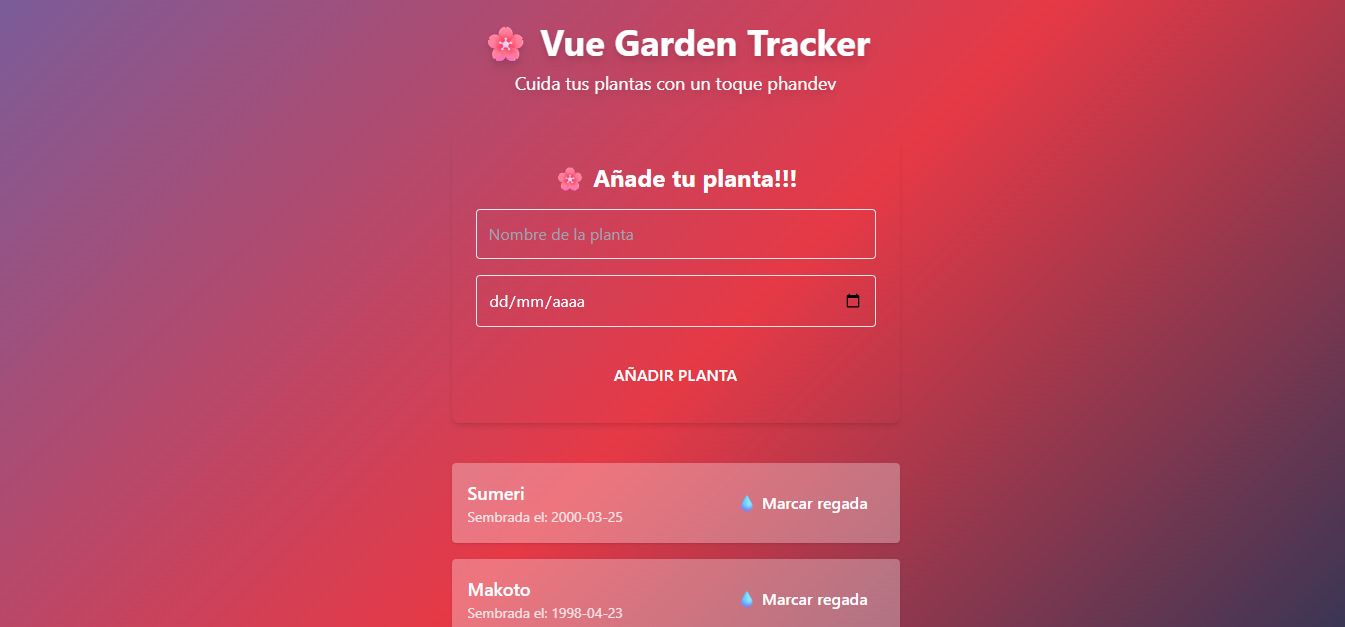 🌸 Vue Garden Tracker
Cuida tus plantas con un toque phandev
🌸 Añade tu planta!!!
Nombre de la planta
dd/mm/aaaa
AÑADIR PLANTA
Sumeri
Sembrada el: 2000-03-25
💧 Marcar regada
Makoto
Sembrada el: 1998-04-23
💧 Marcar regada